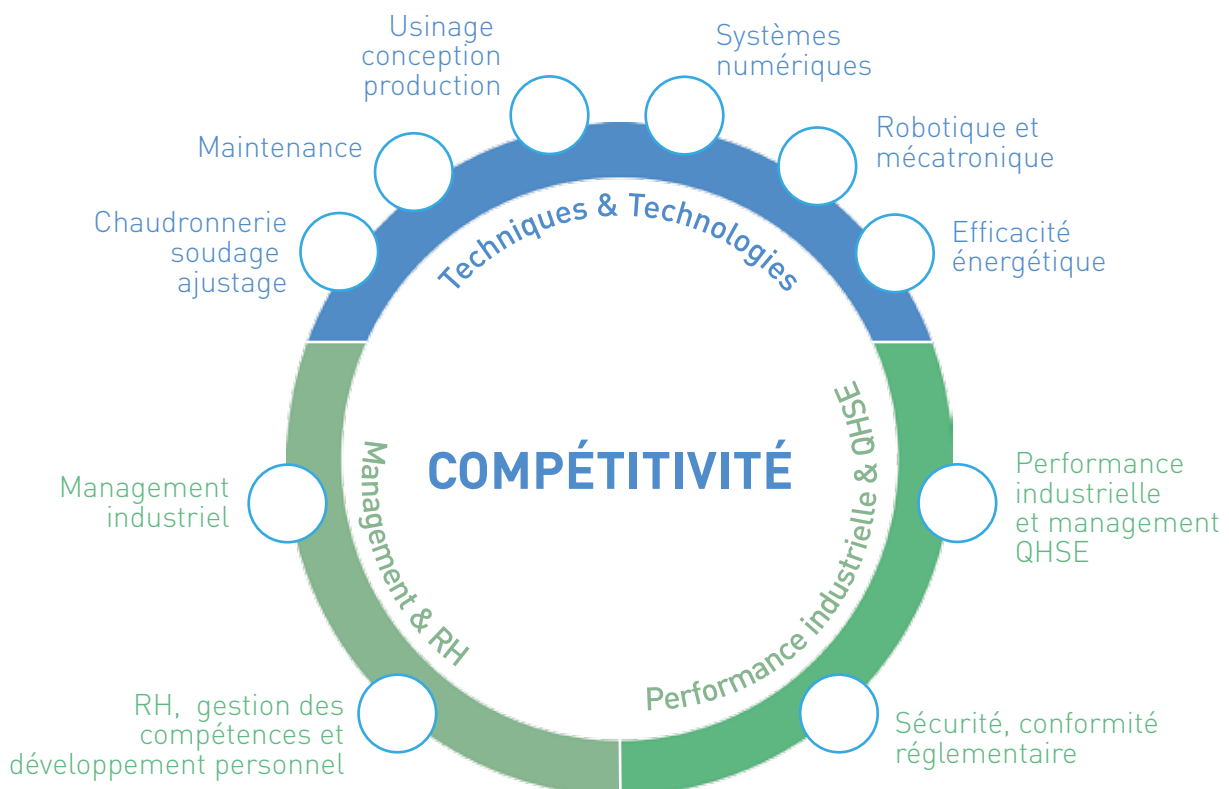 Usinage
conception
production
Systèmes
numériques
Maintenance
Robotique et
mécatronique
Chaudronnerie
soudage
ajustage
Efficacité
énergétique
Techniques & Technologies
COMPÉTITIVITÉ
Management & RH
Performance industrielle & QHSE
Management
industriel
Performance
industrielle
et management
QHSE
RH, gestion des
compétences et
développement personnel
Sécurité, conformité
réglementaire